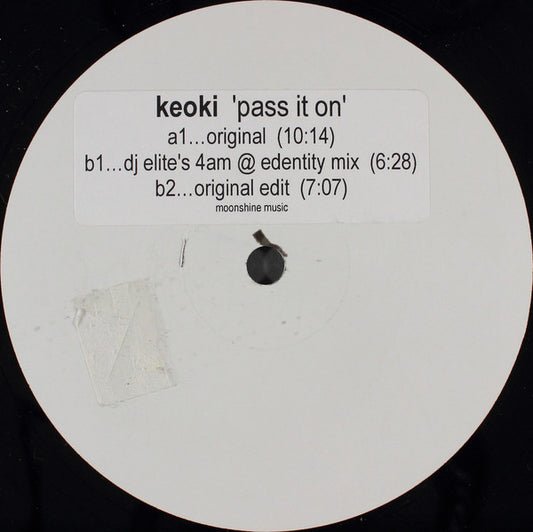 keoki 'pass it on'
a1...original (10:14)
b1...dj elite's 4am @ edentity mix (6:28)
b2...original edit (7:07)
moonshine music